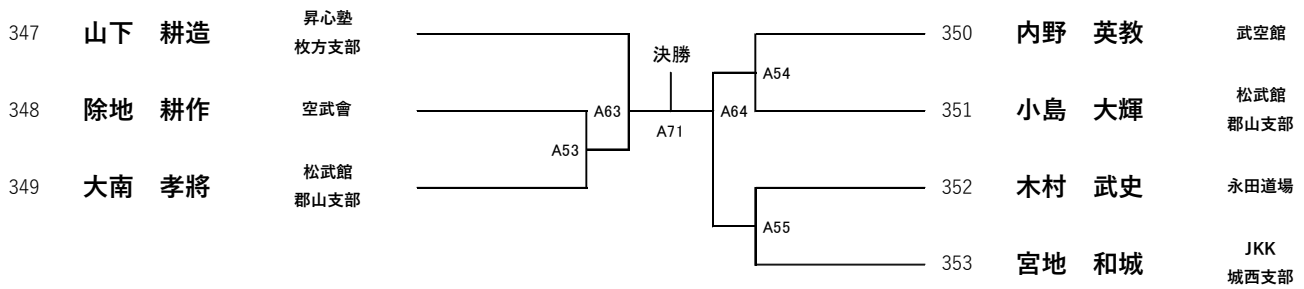 347 山下 耕造 昇心塾
枚方支部
348 除地 耕作 空武會
349 大南 孝將 松武館
郡山支部
決勝
A63
A53
A71
A64
A54
A55
350 内野 英教 武空館
351 小島 大輝 松武館
郡山支部
352 木村 武史 永田道場
353 宮地 和城 JKK
城西支部